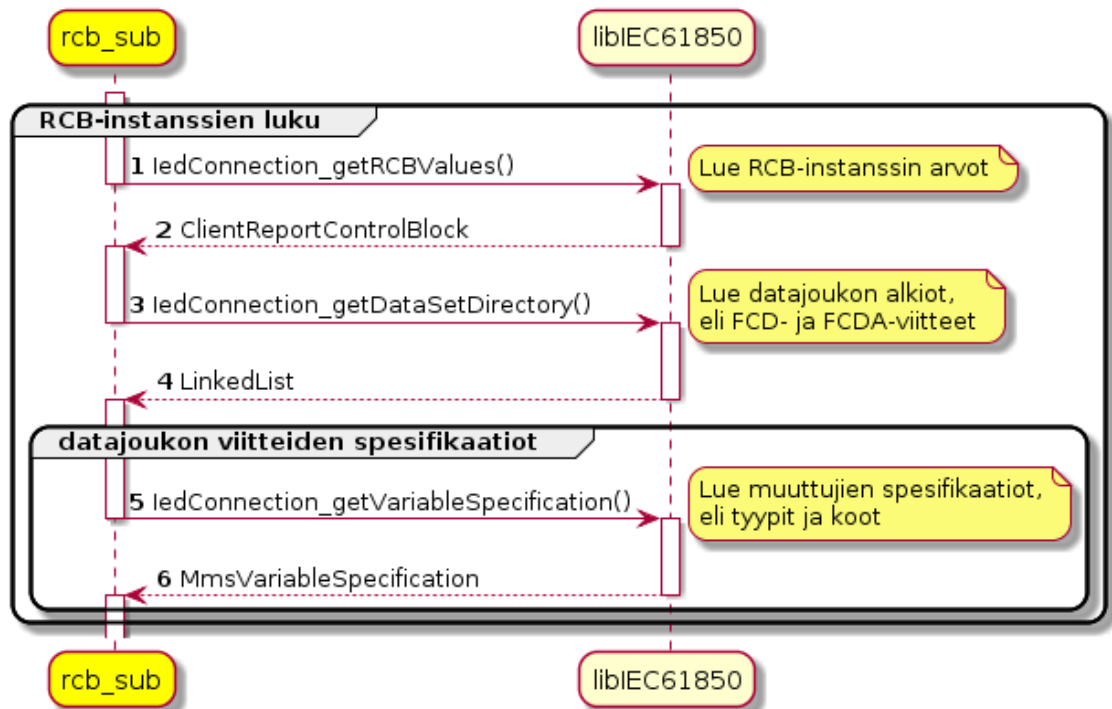 rcb_sub
libIEC61850
RCB-instanssien luku
1 IedConnection_getRCBValues()
Lue RCB-instanssin arvot
2 ClientReportControlBlock
3 IedConnection_getDataSetDirectory()
Lue datajoukon alkiot,
eli FCD- ja FCDA-viitteet
4 LinkedList
datajoukon viitteiden spesifikaatiot
5 IedConnection_getVariableSpecification()
Lue muuttujien spesifikaatiot,
eli tyypit ja koot
6 MmsVariableSpecification
rcb_sub
libIEC61850